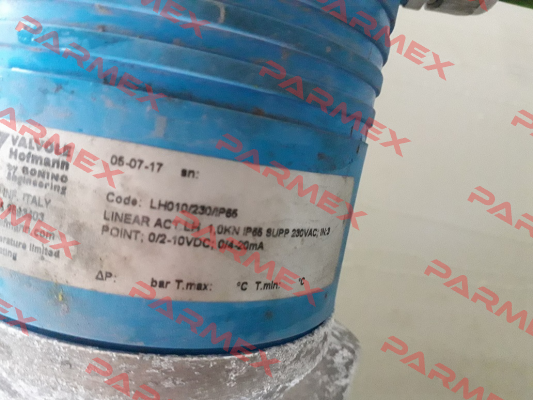 VALVOLE
Hofmann
by BONINO
Engineering
ITALY
05-07-17 sn:
Code: LH010/230/IP65
LINEAR ACT LH 1,0KN IP65 SUPP 230VAC; IN:3
POINT; 0/2-10VDC; 0/4-20mA
ΔP: bar T.max: °C T.min: °C
PARMEX
PARMEX
PARMEX
PARMEX
PARMEX
PARMEX
PARMEX
PARMEX